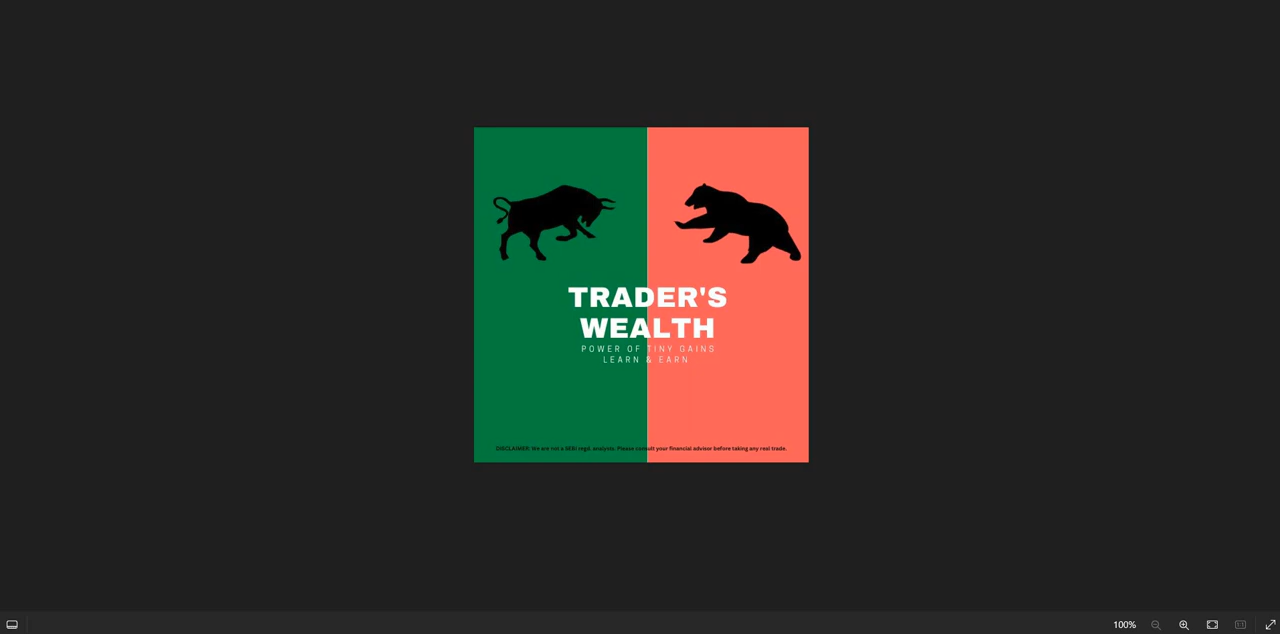 TRADER'S
WEALTH
POWER OF TINY GAINS
LEARN & EARN
DISCLAIMER: We are not a SEBI regd. analysts. Please consult your financial advisor before taking any real trade.
100%